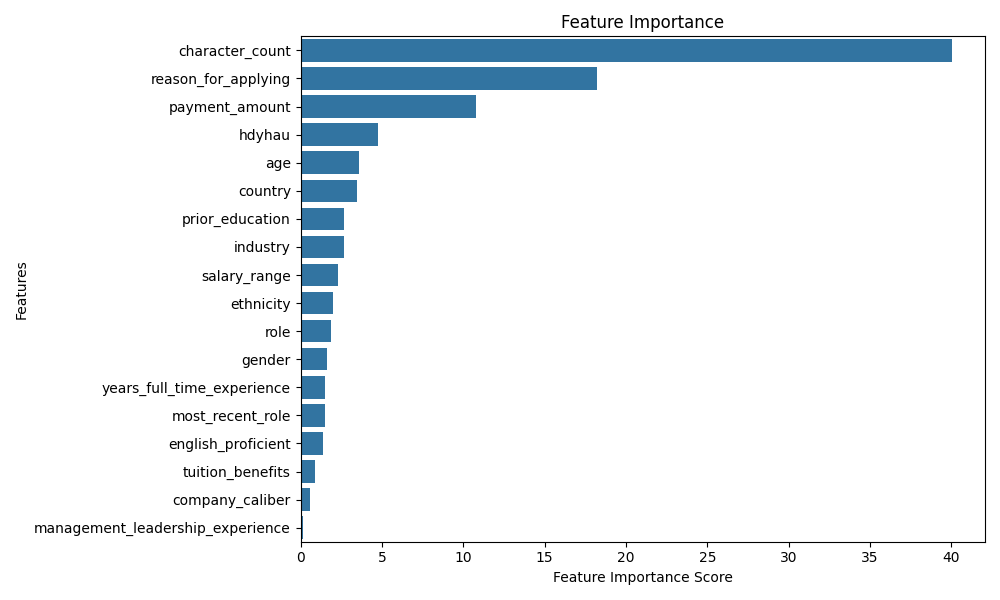 Feature Importance
character_count
reason_for_applying
payment_amount
hdyhau
age
country
prior_education
industry
salary_range
ethnicity
role
gender
years_full_time_experience
most_recent_role
english_proficient
tuition_benefits
company_caliber
management_leadership_experience
Features
0 5 10 15 20 25 30 35 40
Feature Importance Score